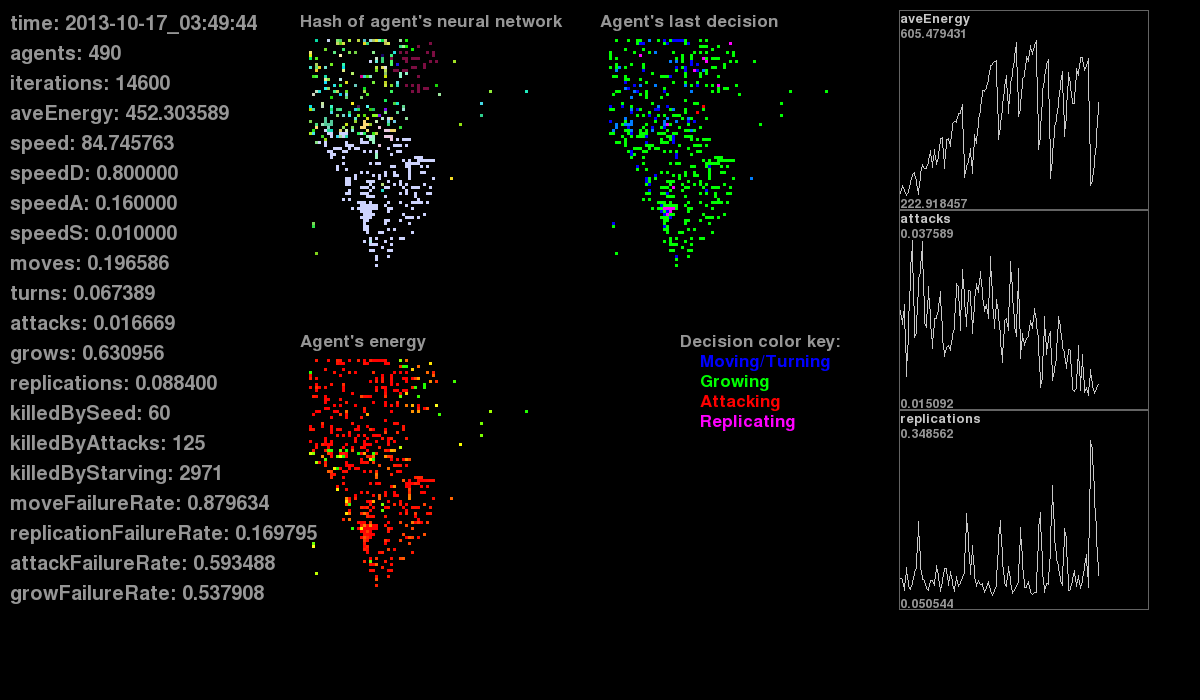 time: 2013-10-17_03:49:44
agents: 490
iterations: 14600
aveEnergy: 452.303589
speed: 84.745763
speedD: 0.800000
speedA: 0.160000
speedS: 0.010000
moves: 0.196586
turns: 0.067389
attacks: 0.016669
grows: 0.630956
replications: 0.088400
killedBySeed: 60
killedByAttacks: 125
killedByStarving: 2971
moveFailureRate: 0.879634
replicationFailureRate: 0.169795
attackFailureRate: 0.593488
growFailureRate: 0.537908
Hash of agent's neural network
Agent's last decision
Agent's energy
Decision color key:
Moving/Turning
Growing
Attacking
Replicating
aveEnergy
605.479431
222.918457
attacks
0.037589
0.015092
replications
0.348562
0.050544